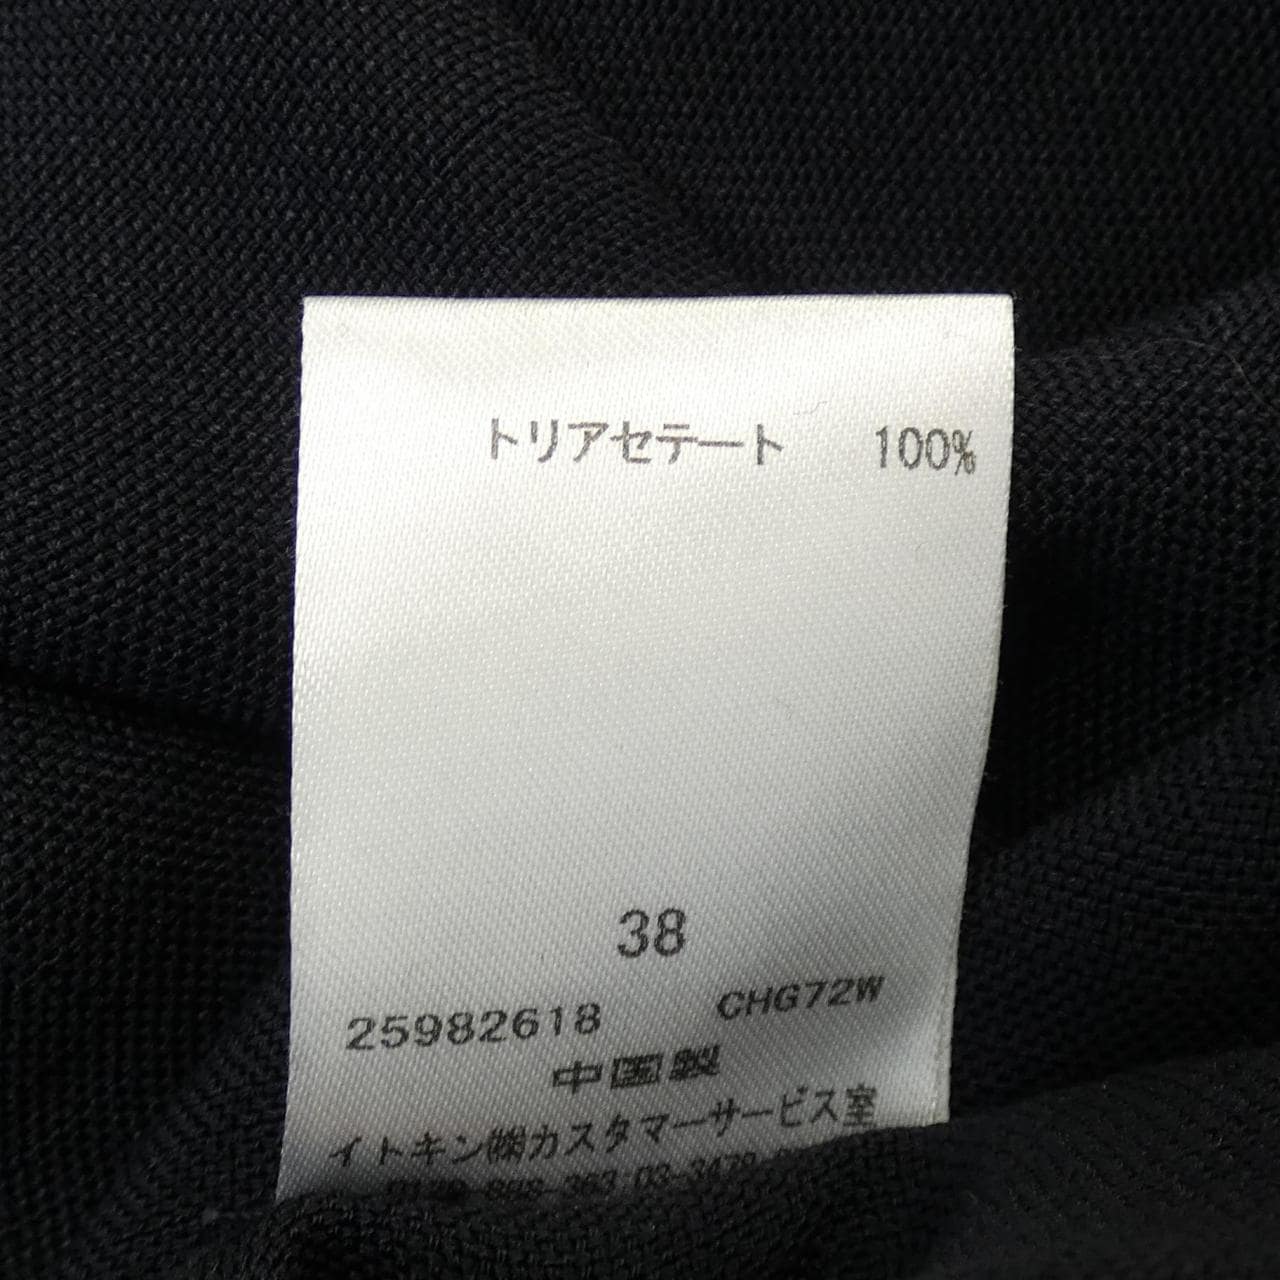 トリアセテート 100%
38
25982618 CHG72W
中国製
イトキン㈱カスタマーサービス室